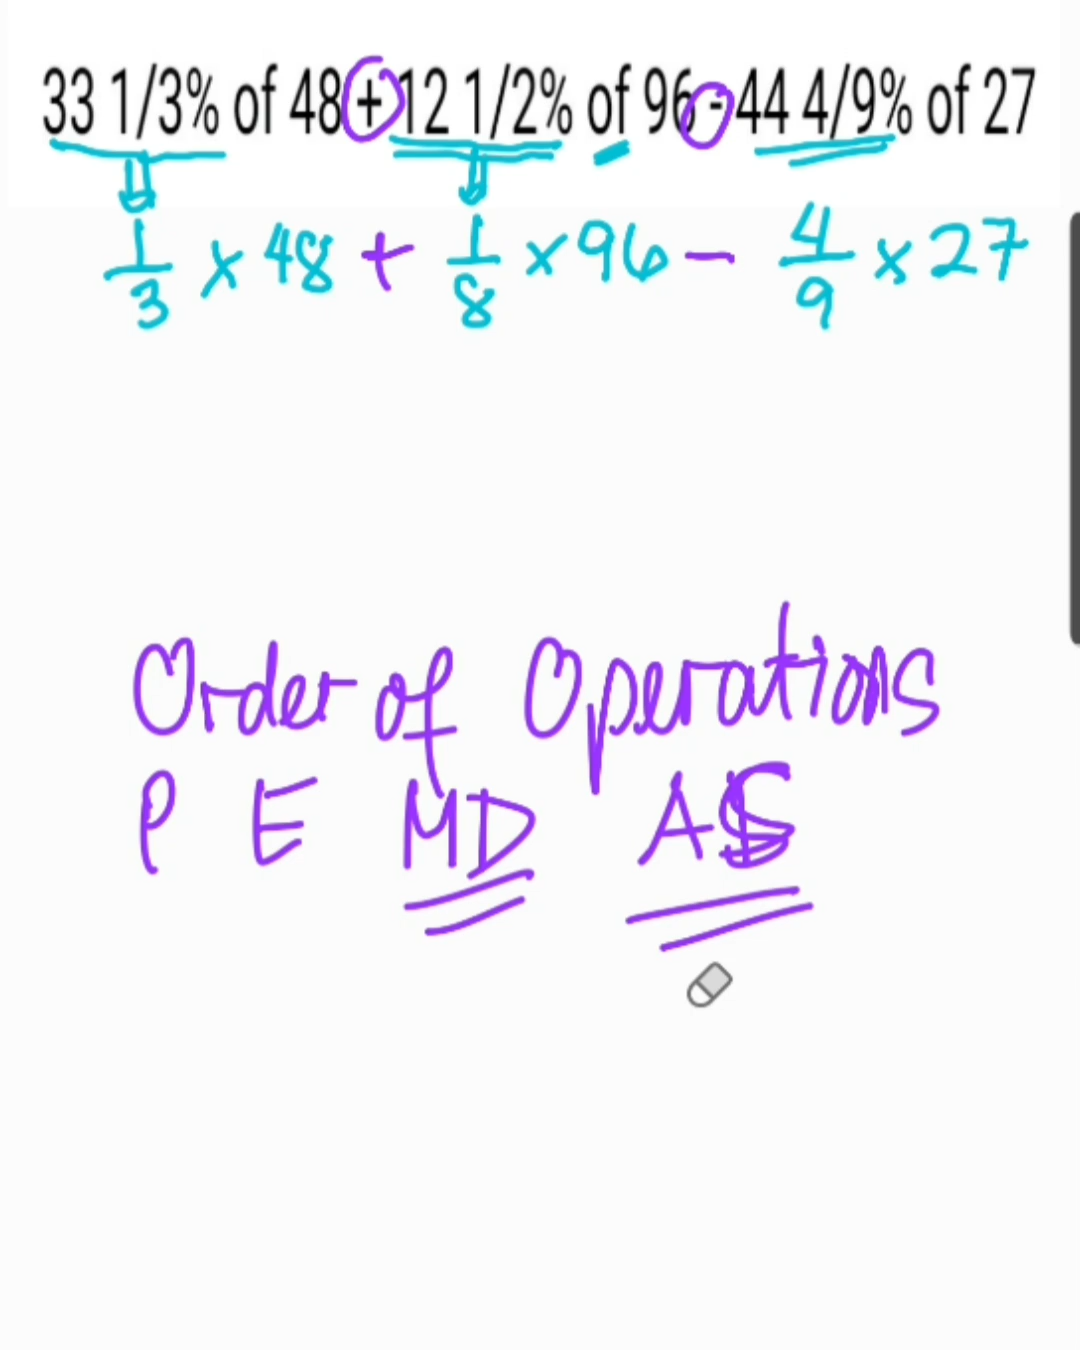 33 1/3% of 48 + 12 1/2% of 96 - 44 4/9% of 27
1/3 x 48 + 1/8 x 96 - 4/9 x 27
Order of Operations
P E MD AS